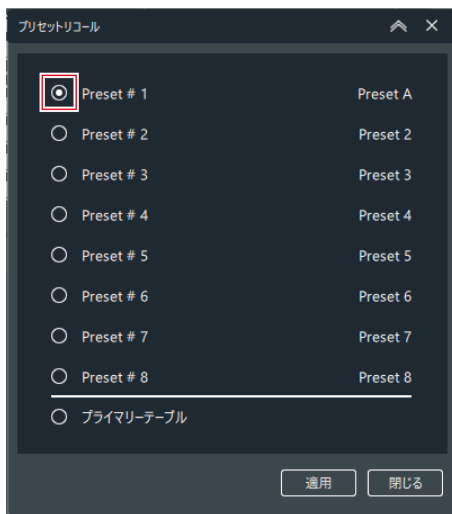 プリセットリコール
Preset # 1 Preset A
Preset # 2 Preset 2
Preset # 3 Preset 3
Preset # 4 Preset 4
Preset # 5 Preset 5
Preset # 6 Preset 6
Preset # 7 Preset 7
Preset # 8 Preset 8
プライマリーテーブル
適用 閉じる